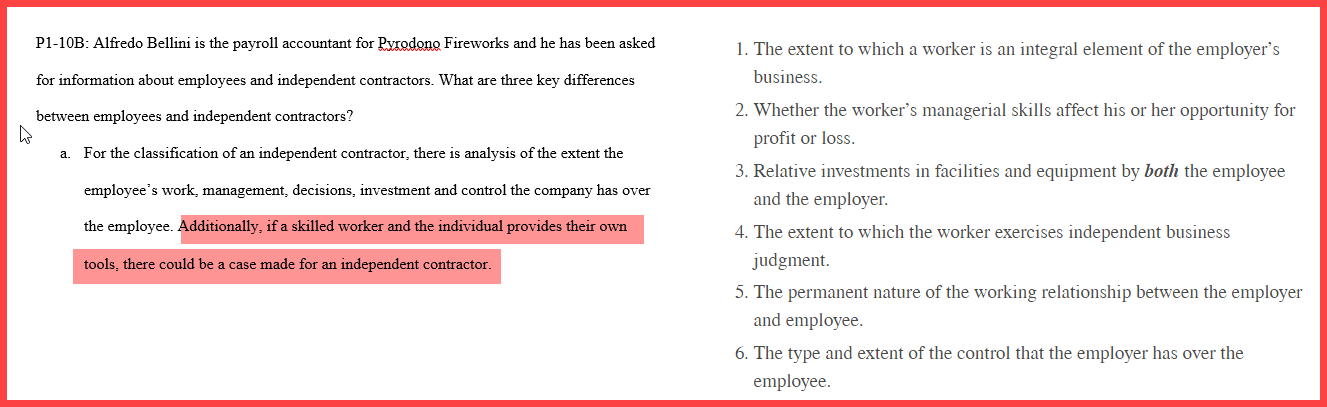 P1-10B: Alfredo Bellini is the payroll accountant for Pyrodono Fireworks and he has been asked
for information about employees and independent contractors. What are three key differences
between employees and independent contractors?
a. For the classification of an independent contractor, there is analysis of the extent the
employee's work, management, decisions, investment and control the company has over
the employee. Additionally, if a skilled worker and the individual provides their own
tools, there could be a case made for an independent contractor.
1. The extent to which a worker is an integral element of the employer's
business.
2. Whether the worker's managerial skills affect his or her opportunity for
profit or loss.
3. Relative investments in facilities and equipment by both the employee
and the employer.
4. The extent to which the worker exercises independent business
judgment.
5. The permanent nature of the working relationship between the employer
and employee.
6. The type and extent of the control that the employer has over the
employee.